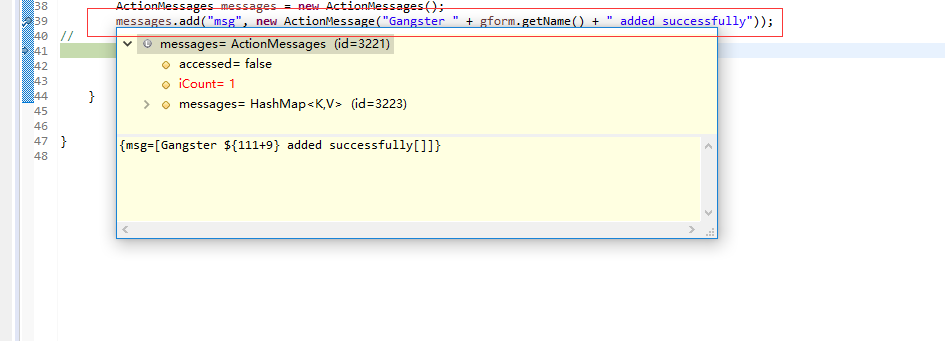 38 ActionMessages messages = new ActionMessages();
39 messages.add("msg", new ActionMessage("Gangster " + gform.getName() + " added successfully"));
40 //
41
messages= ActionMessages (id=3221)
accessed= false
42
iCount= 1
43
messages= HashMap<K,V> (id=3223)
44 }
45
46
{msg=[Gangster ${111+9} added successfully[]]}
47 }
48